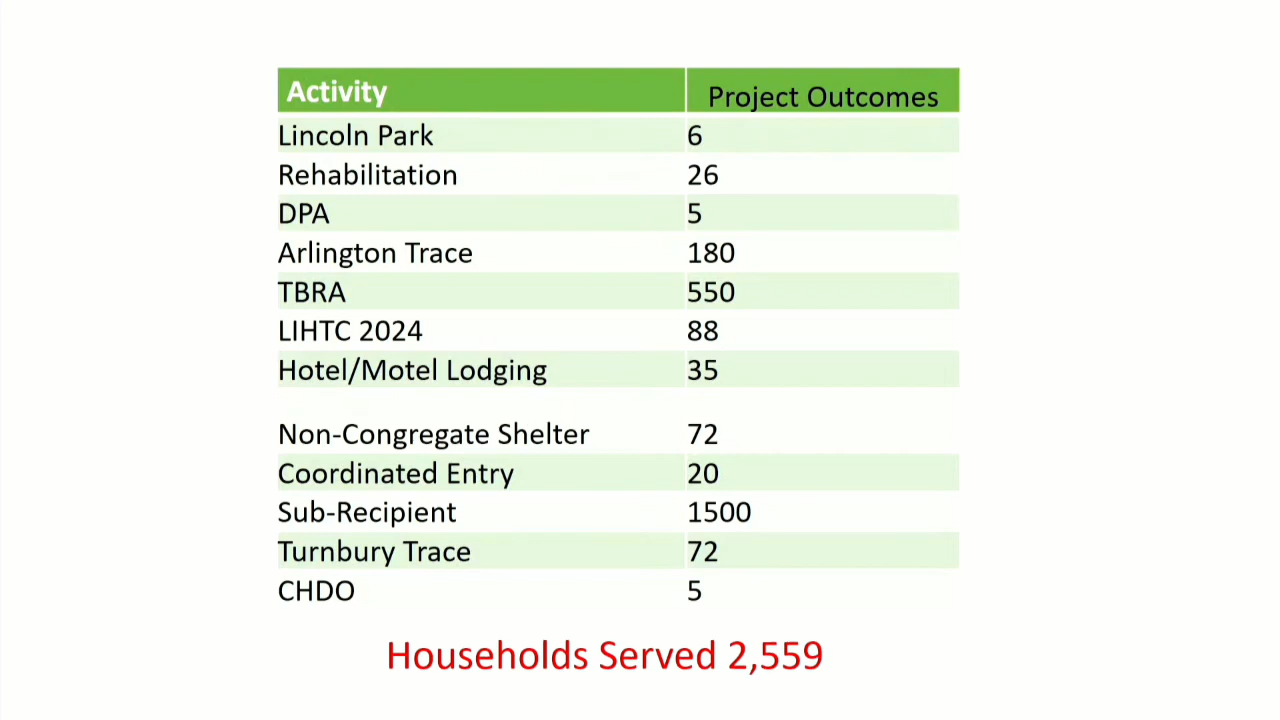 Activity Project Outcomes
Lincoln Park 6
Rehabilitation 26
DPA 5
Arlington Trace 180
TBRA 550
LIHTC 2024 88
Hotel/Motel Lodging 35
Non-Congregate Shelter 72
Coordinated Entry 20
Sub-Recipient 1500
Turnbury Trace 72
CHDO 5
Households Served 2,559